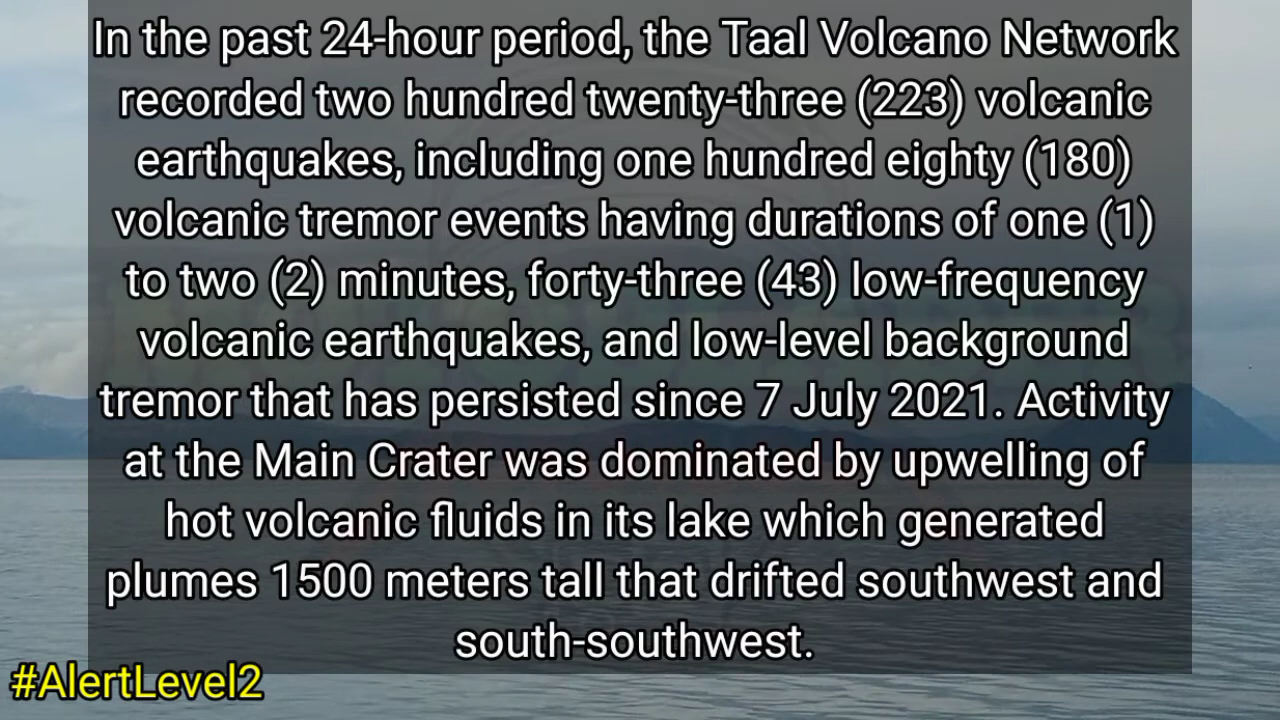 In the past 24-hour period, the Taal Volcano Network
recorded two hundred twenty-three (223) volcanic
earthquakes, including one hundred eighty (180)
volcanic tremor events having durations of one (1)
to two (2) minutes, forty-three (43) low-frequency
volcanic earthquakes, and low-level background
tremor that has persisted since 7 July 2021. Activity
at the Main Crater was dominated by upwelling of
hot volcanic fluids in its lake which generated
plumes 1500 meters tall that drifted southwest and
south-southwest.
#AlertLevel2